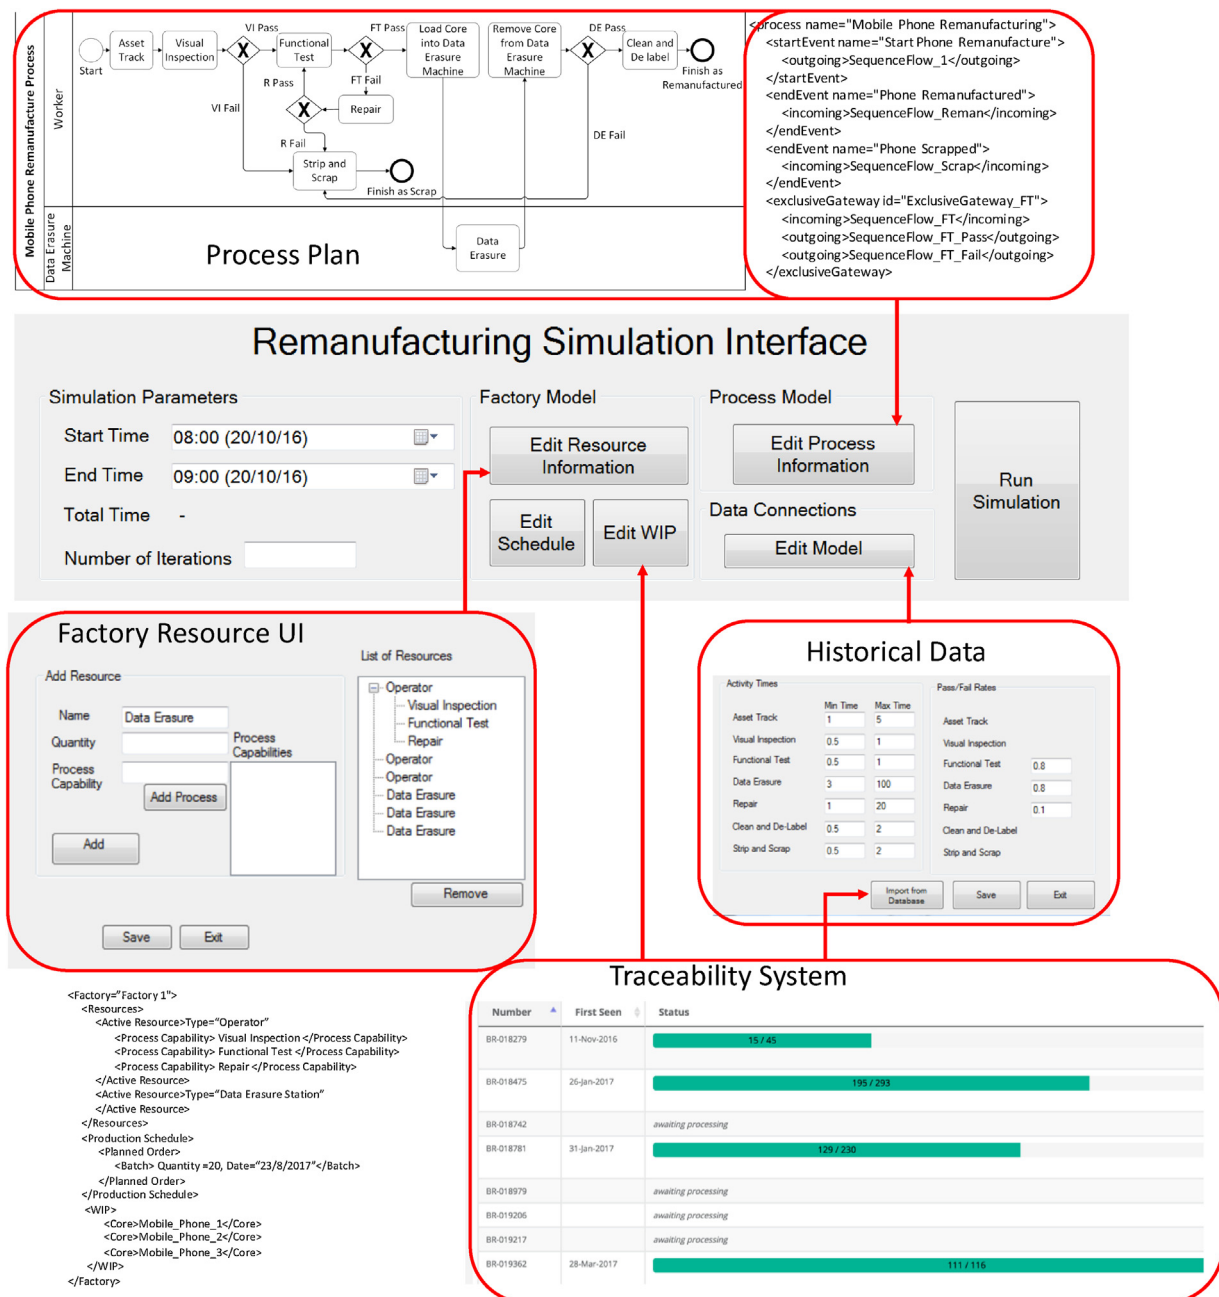 Mobile Phone Remanufacture Process
Worker
Data Erasure
Machine
Start
Asset
Track
Visual
Inspection
VI Pass
VI Fail
Functional
Test
FT Pass
FT Fail
R Pass
Repair
R Fail
Strip and
Scrap
Finish as Scrap
Load Core
into Data
Erasure
Machine
Remove Core
from Data
Erasure
Machine
DE Pass
DE Fail
Clean and
De label
Finish as
Remanufactured
Data
Erasure
Process Plan
<process name="Mobile Phone Remanufacturing">
<startEvent name="Start Phone Remanufacture">
<outgoing>SequenceFlow_1</outgoing>
</startEvent>
<endEvent name="Phone Remanufactured">
<incoming>SequenceFlow_Reman</incoming>
</endEvent>
<endEvent name="Phone Scrapped">
<incoming>SequenceFlow_Scrap</incoming>
</endEvent>
<exclusiveGateway id="ExclusiveGateway_FT">
<incoming>SequenceFlow_FT</incoming>
<outgoing>SequenceFlow_FT_Pass</outgoing>
<outgoing>SequenceFlow_FT_Fail</outgoing>
</exclusiveGateway>
Remanufacturing Simulation Interface
Simulation Parameters
Start Time 08:00 (20/10/16)
End Time 09:00 (20/10/16)
Total Time -
Number of Iterations
Factory Model
Edit Resource
Information
Edit
Schedule
Edit WIP
Process Model
Edit Process
Information
Data Connections
Edit Model
Run
Simulation
Factory Resource UI
Add Resource
Name Data Erasure
Quantity
Process
Capability
Process
Capabilities
Add Process
Add
List of Resources
Operator
Visual Inspection
Functional Test
Repair
Operator
Operator
Data Erasure
Data Erasure
Data Erasure
Remove
Save Exit
Historical Data
Activity Times
Min Time Max Time
Asset Track 1 5
Visual Inspection 0.5 1
Functional Test 0.5 1
Data Erasure 3 100
Repair 1 20
Clean and De-Label 0.5 2
Strip and Scrap 0.5 2
Pass/Fail Rates
Asset Track
Visual Inspection
Functional Test 0.8
Data Erasure 0.8
Repair 0.1
Clean and De-Label
Strip and Scrap
Import from
Database
Save
Exit
<Factory="Factory 1">
<Resources>
<Active Resource>Type="Operator"
<Process Capability> Visual Inspection </Process Capability>
<Process Capability> Functional Test </Process Capability>
<Process Capability> Repair </Process Capability>
</Active Resource>
<Active Resource>Type="Data Erasure Station"
</Active Resource>
</Resources>
<Production Schedule>
<Planned Order>
<Batch> Quantity =20, Date="23/8/2017"</Batch>
</Planned Order>
</Production Schedule>
<WIP>
<Core>Mobile_Phone_1</Core>
<Core>Mobile_Phone_2</Core>
<Core>Mobile_Phone_3</Core>
</WIP>
</Factory>
Traceability System
Number First Seen Status
BR-018279 11-Nov-2016 15 / 45
BR-018475 26-Jan-2017 195 / 293
BR-018742 awaiting processing
BR-018781 31-Jan-2017 129 / 230
BR-018979 awaiting processing
BR-019206 awaiting processing
BR-019217 awaiting processing
BR-019362 28-Mar-2017 111 / 116